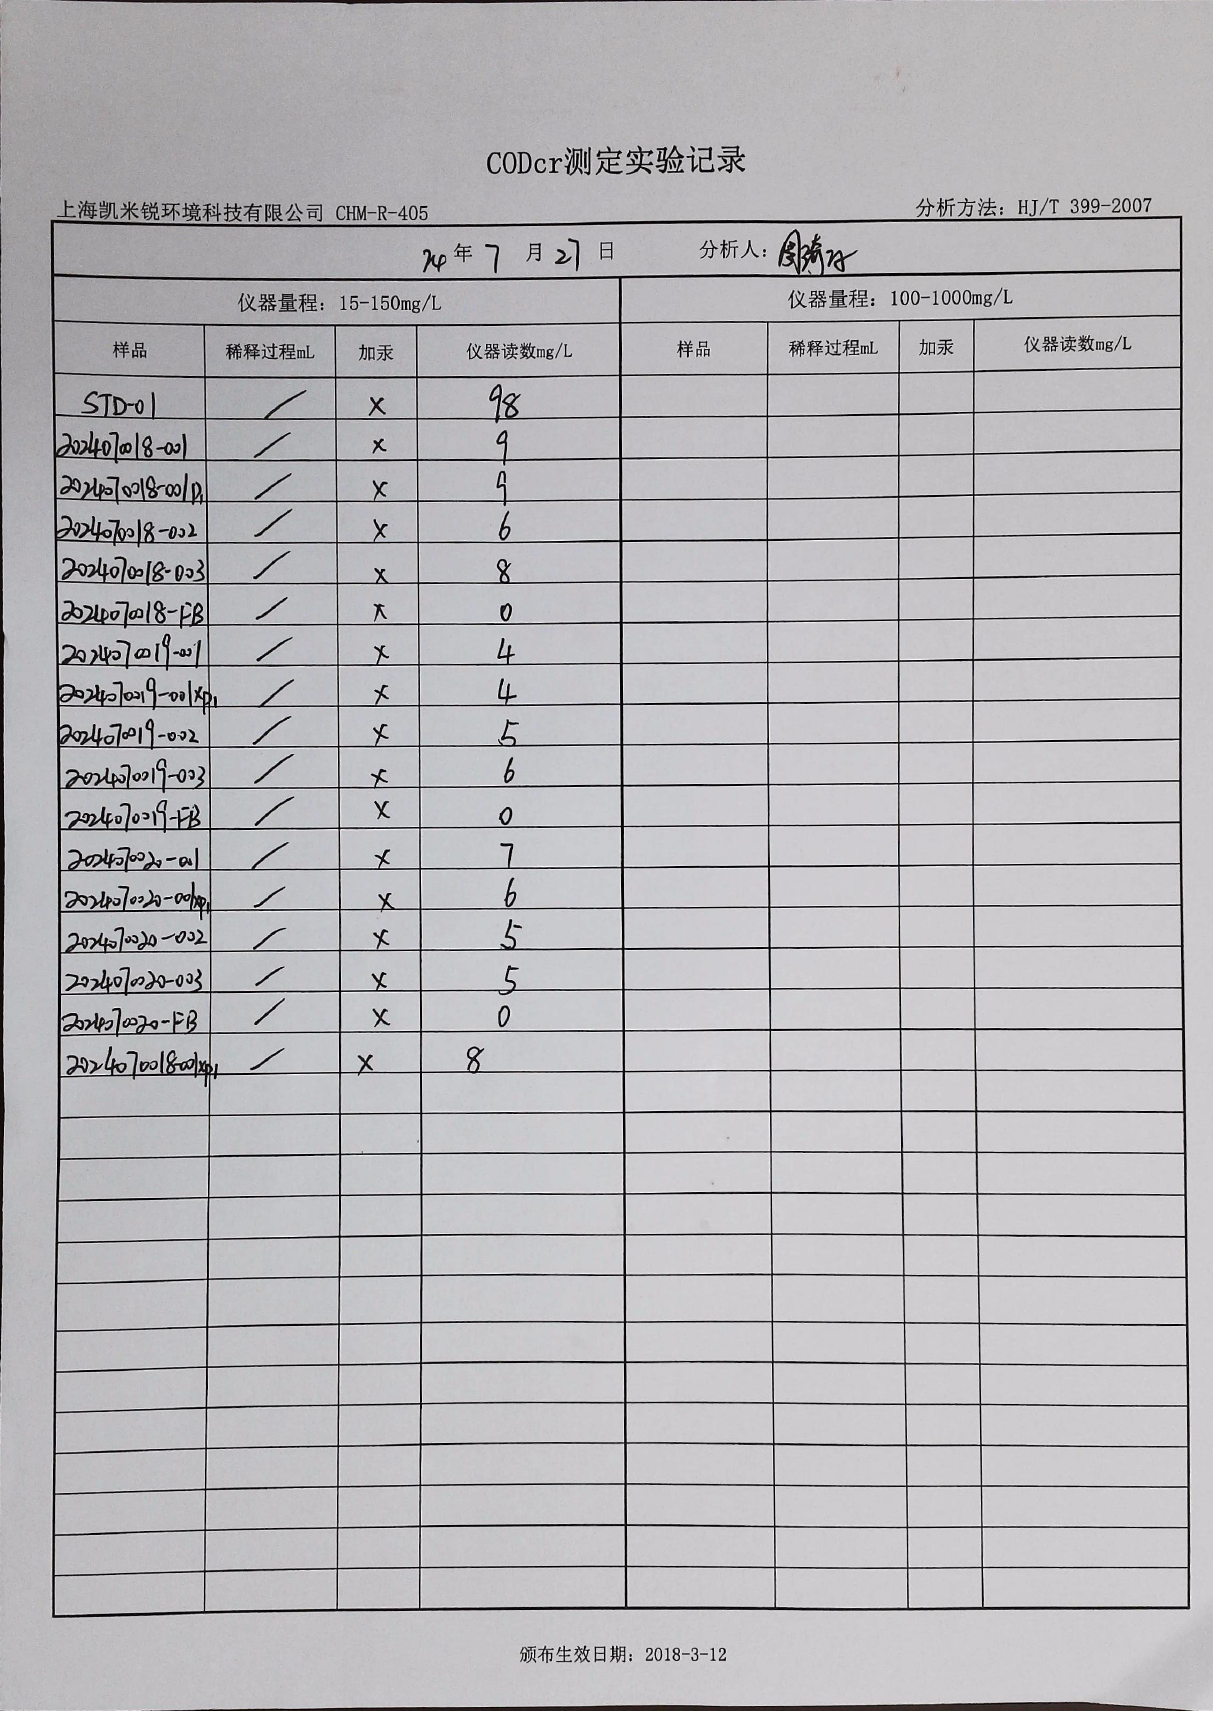 CODcr测定实验记录
上海凯米锐环境科技有限公司 CHM-R-405 分析方法：HJ/T 399-2007
24年7月27日 分析人：
仪器量程：15-150mg/L 仪器量程：100-1000mg/L
样品 稀释过程mL 加汞 仪器读数mg/L 样品 稀释过程mL 加汞 仪器读数mg/L
STD-01 / × 98
2024070018-001 / × 9
2024070018-001D1 / × 9
2024070018-002 / × 6
2024070018-003 / × 8
2024070018-FB / × 0
2024070019-001 / × 4
2024070019-001XP1 / × 4
2024070019-002 / × 5
2024070019-003 / × 6
2024070019-FB / × 0
2024070020-001 / × 7
2024070020-001XP1 / × 6
2024070020-002 / × 5
2024070020-003 / × 5
2024070020-FB / × 0
2024070018-001XP1 / × 8
颁布生效日期：2018-3-12